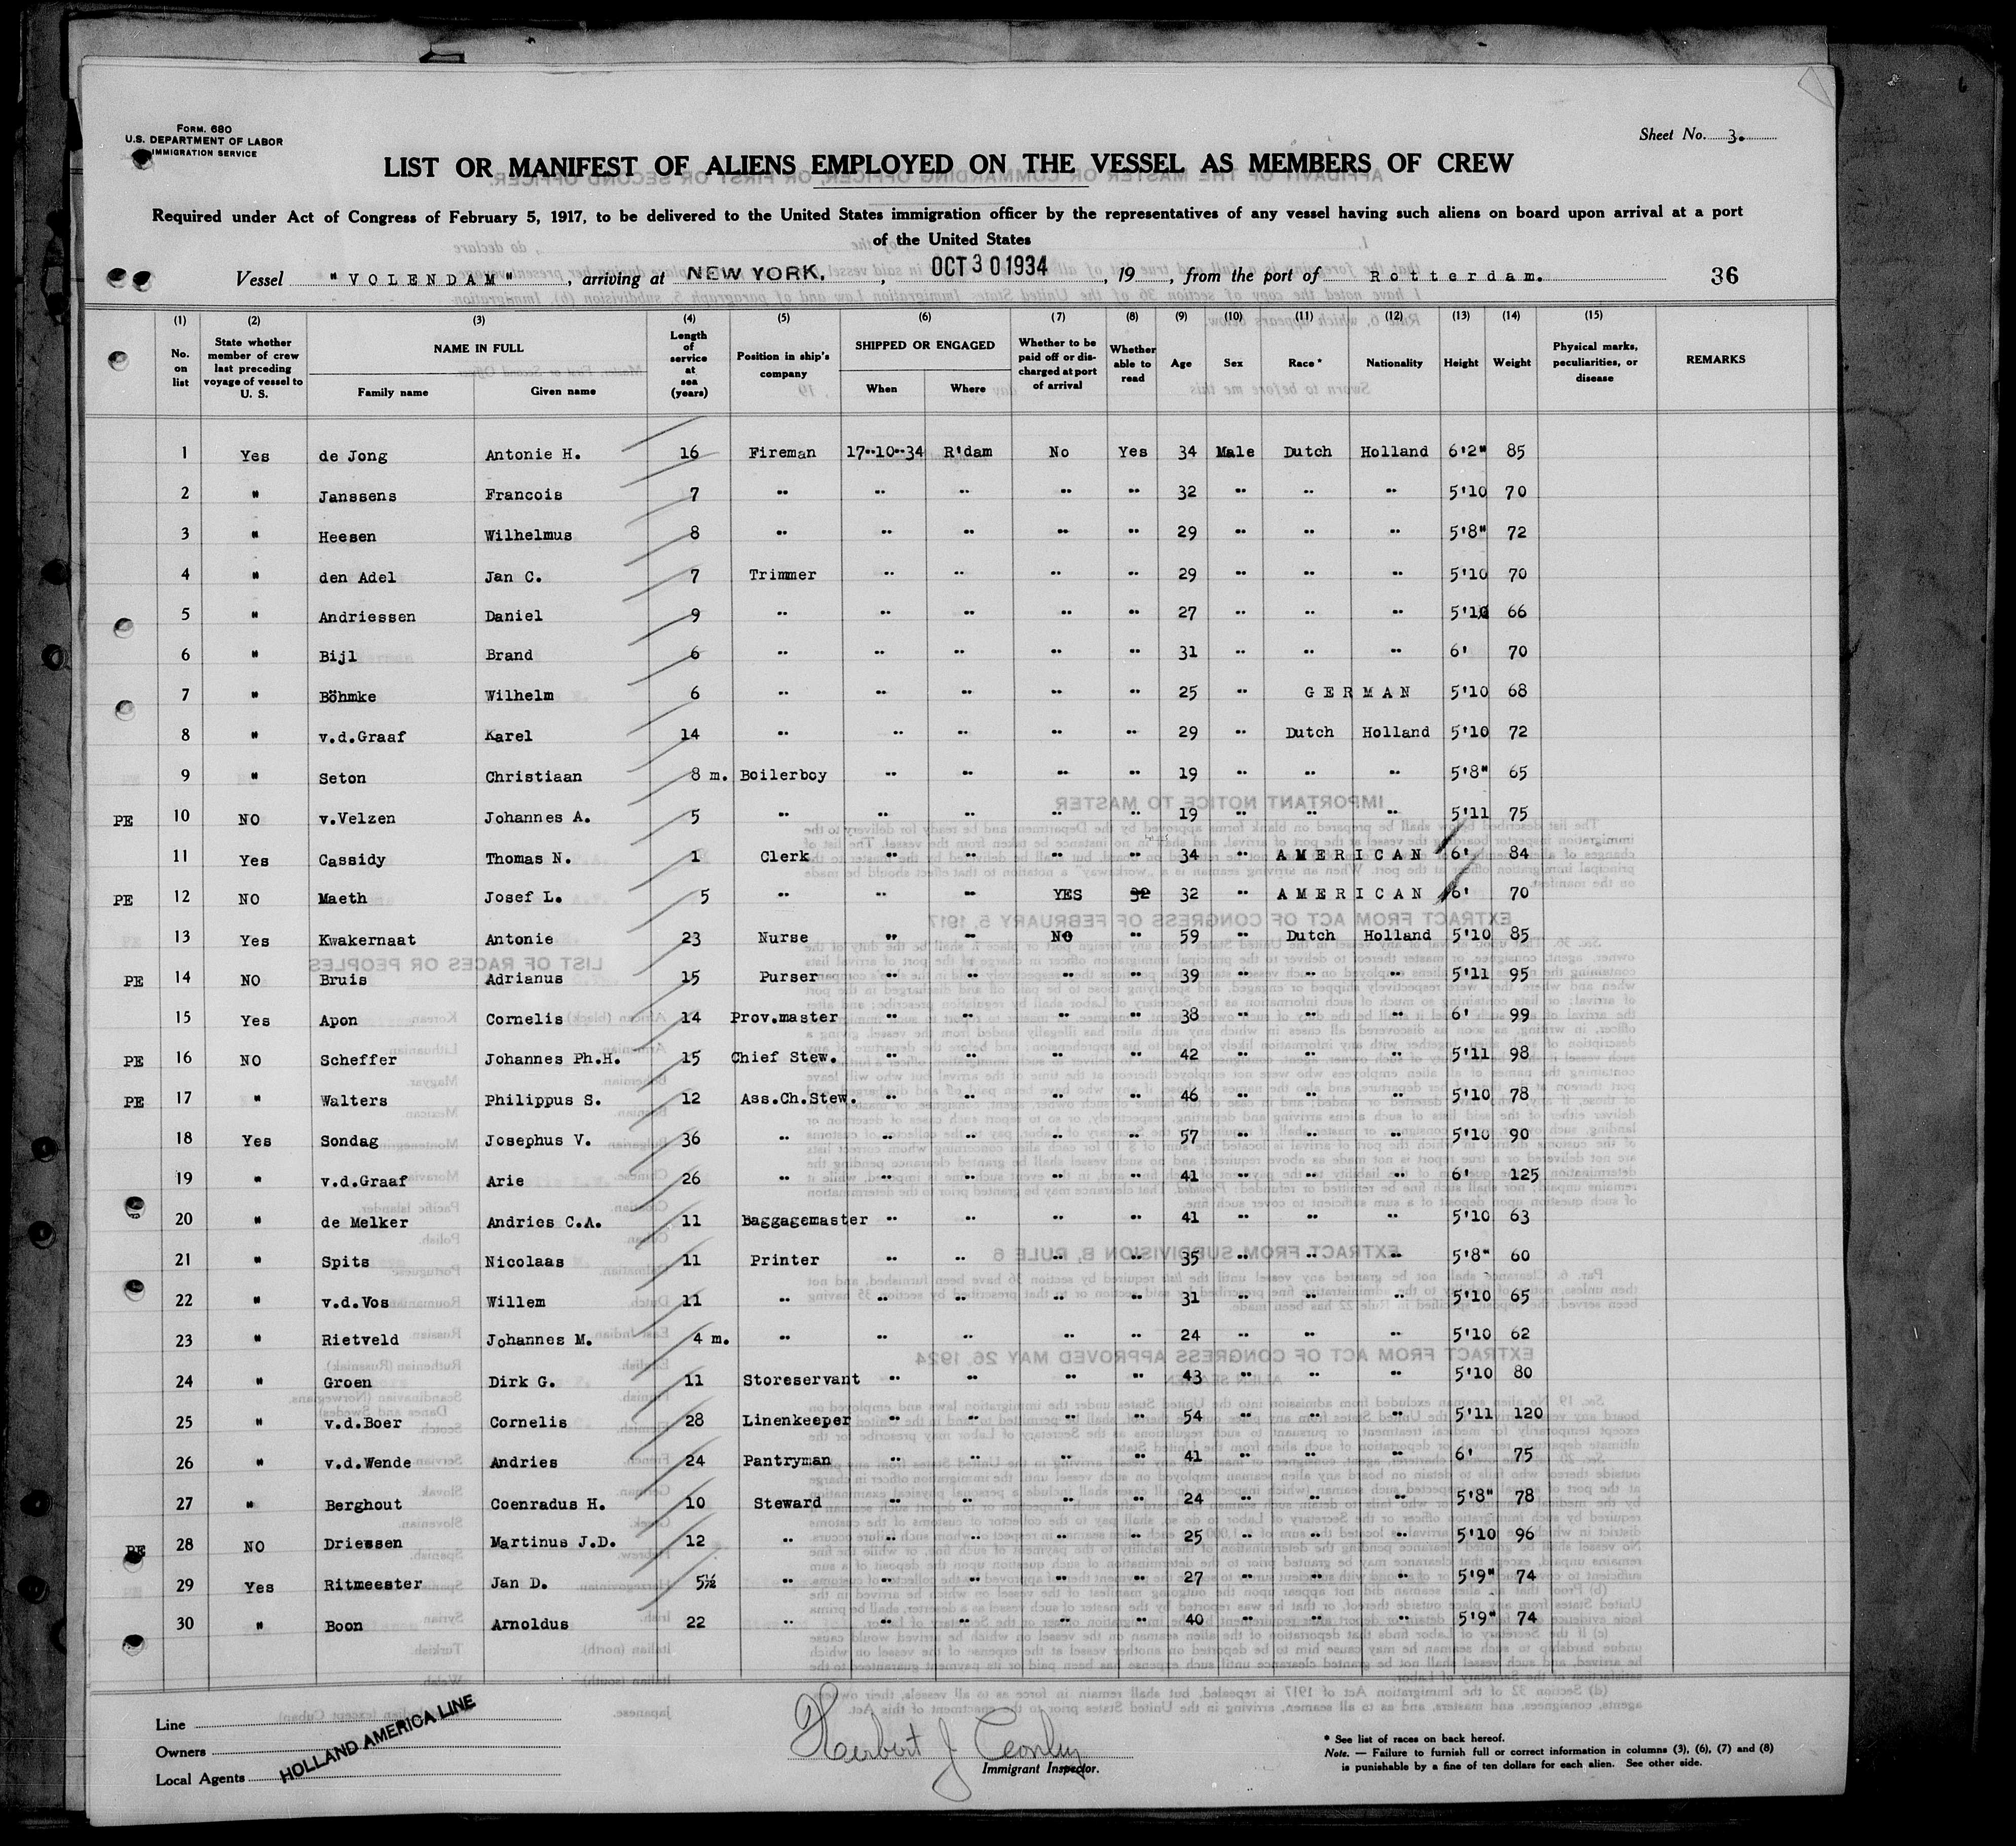 Form. 680
U.S. DEPARTMENT OF LABOR
IMMIGRATION SERVICE
Sheet No. 3.
LIST OR MANIFEST OF ALIENS EMPLOYED ON THE VESSEL AS MEMBERS OF CREW
Required under Act of Congress of February 5, 1917, to be delivered to the United States immigration officer by the representatives of any vessel having such aliens on board upon arrival at a port
of the United States
Vessel "VOLENDAM", arriving at NEW YORK, OCT 30 1934, 19, from the port of Rotterdam. 36
(1) (2) (3) (4) (5) (6) (7) (8) (9) (10) (11) (12) (13) (14) (15)
No. on list State whether member of crew last preceding voyage of vessel to U. S. NAME IN FULL Family name Given name Length of service at sea (years) Position in ship's company SHIPPED OR ENGAGED When Where Whether to be paid off or discharged at port of arrival Whether able to read Age Sex Race* Nationality Height Weight Physical marks, peculiarities, or disease REMARKS
1 Yes de Jong Antonie H. 16 Fireman 17-10-34 R'dam No Yes 34 Male Dutch Holland 6'2" 85
2 " Janssens Francois 7 " " " " " 32 " " " 5'10 70
3 " Heesen Wilhelmus 8 " " " " " 29 " " " 5'8" 72
4 " den Adel Jan C. 7 Trimmer " " " " 29 " " " 5'10 70
5 " Andriessen Daniel 9 " " " " " 27 " " " 5'10 66
6 " Bijl Brand 6 " " " " " 31 " " " 6' 70
7 " Böhmke Wilhelm 6 " " " " " 25 " GERMAN 5'10 68
8 " v.d.Graaf Karel 14 " " " " " 29 " Dutch Holland 5'10 72
9 " Seton Christiaan 8 m. Boilerboy " " " " 19 " " " 5'8" 65
PE 10 NO v.Velzen Johannes A. 5 " " " " " 19 " " " 5'11 75
11 Yes Cassidy Thomas N. 1 Clerk " " " " 34 " AMERICAN 6' 84
PE 12 NO Maeth Josef L. 5 " " " YES 32 32 " AMERICAN 6' 70
13 Yes Kwakernaat Antonie 23 Nurse " " NO " 59 " Dutch Holland 5'10 85
PE 14 NO Bruis Adrianus 15 Purser " " " " 39 " " " 5'11 95
15 Yes Apon Cornelis 14 Prov.master " " " " 38 " " " 6' 99
PE 16 NO Scheffer Johannes Ph.H. 15 Chief Stew. " " " " 42 " " " 5'11 98
PE 17 " Walters Philippus S. 12 Ass.Ch.Stew. " " " " 46 " " " 5'10 78
18 Yes Sondag Josephus V. 36 " " " " " 57 " " " 5'10 90
19 " v.d.Graaf Arie 26 " " " " " 41 " " " 6' 125
20 " de Melker Andries C.A. 11 Baggagemaster " " " " 41 " " " 5'10 63
21 " Spits Nicolaas 11 Printer " " " " 35 " " " 5'8" 60
22 " v.d.Vos Willem 11 " " " " " 31 " " " 5'10 65
23 " Rietveld Johannes M. 4 m. " " " " " 24 " " " 5'10 62
24 " Groen Dirk G. 11 Storeservant " " " " 43 " " " 5'10 80
25 " v.d.Boer Cornelis 28 Linenkeeper " " " " 54 " " " 5'11 120
26 " v.d.Wende Andries 24 Pantryman " " " " 41 " " " 6' 75
27 " Berghout Coenradus H. 10 Steward " " " " 24 " " " 5'8" 78
PE 28 NO Driessen Martinus J.D. 12 " " " " " 25 " " " 5'10 96
29 Yes Ritmeester Jan D. 5½ " " " " " 27 " " " 5'9" 74
30 " Boon Arnoldus 22 " " " " " 40 " " " 5'9" 74
Line
Owners HOLLAND AMERICA LINE
Local Agents
Herbert J Conley
Immigrant Inspector.
* See list of races on back hereof.
Note. — Failure to furnish full or correct information in columns (3), (6), (7) and (8)
is punishable by a fine of ten dollars for each alien. See other side.